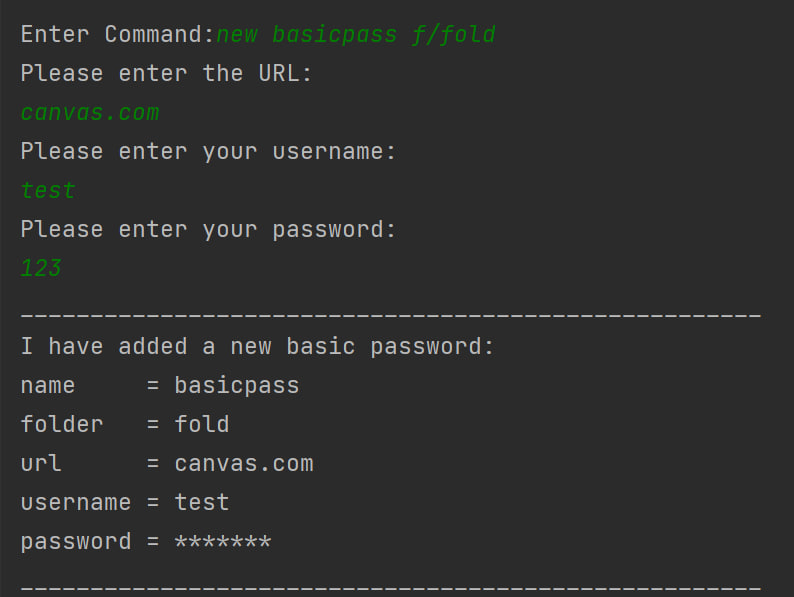 Enter Command:new basicpass f/fold
Please enter the URL:
canvas.com
Please enter your username:
test
Please enter your password:
123
_____________________________________________________
I have added a new basic password:
name     = basicpass
folder   = fold
url      = canvas.com
username = test
password = *******
_____________________________________________________